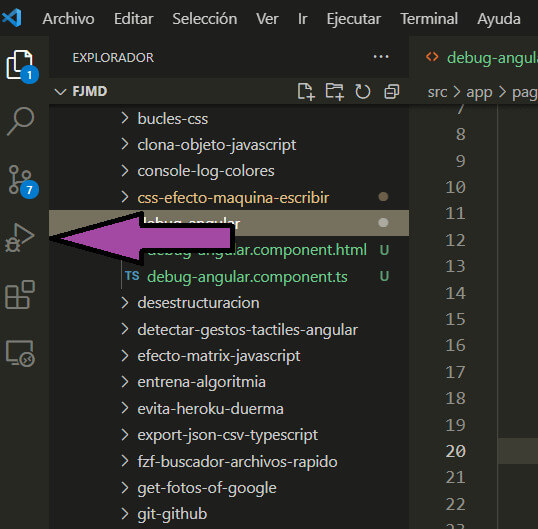 Archivo Editar Selección Ver Ir Ejecutar Terminal Ayuda
EXPLORADOR
FJMD
bucles-css
clona-objeto-javascript
console-log-colores
css-efecto-maquina-escribir
debug-angular
debug-angular.component.html U
TS debug-angular.component.ts U
desestructuracion
detectar-gestos-tactiles-angular
efecto-matrix-javascript
entrena-algoritmia
evita-heroku-duerma
export-json-csv-typescript
fzf-buscador-archivos-rapido
get-fotos-of-google
git-github
1
7
debug-angula
src > app > pag
7
8
9
10
11
12
13
14
15
16
17
18
19
20
21
22
23